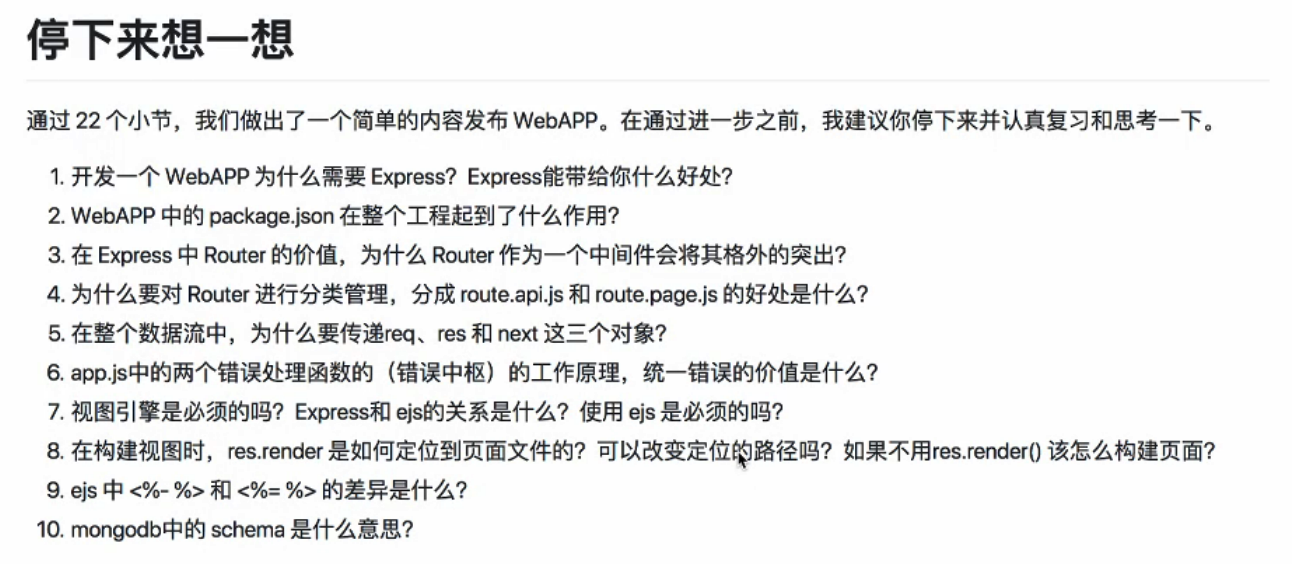 停下来想一想
通过 22 个小节，我们做出了一个简单的内容发布 WebAPP。在通过进一步之前，我建议你停下来并认真复习和思考一下。
1. 开发一个 WebAPP 为什么需要 Express？Express能带给你什么好处？
2. WebAPP 中的 package.json 在整个工程起到了什么作用？
3. 在 Express 中 Router 的价值，为什么 Router 作为一个中间件会将其格外的突出？
4. 为什么要对 Router 进行分类管理，分成 route.api.js 和 route.page.js 的好处是什么？
5. 在整个数据流中，为什么要传递req、res 和 next 这三个对象？
6. app.js中的两个错误处理函数的（错误中枢）的工作原理，统一错误的价值是什么？
7. 视图引擎是必须的吗？Express和 ejs的关系是什么？使用 ejs 是必须的吗？
8. 在构建视图时，res.render 是如何定位到页面文件的？可以改变定位的路径吗？如果不用res.render() 该怎么构建页面？
9. ejs 中 <%- %> 和 <%= %> 的差异是什么？
10. mongodb中的 schema 是什么意思？